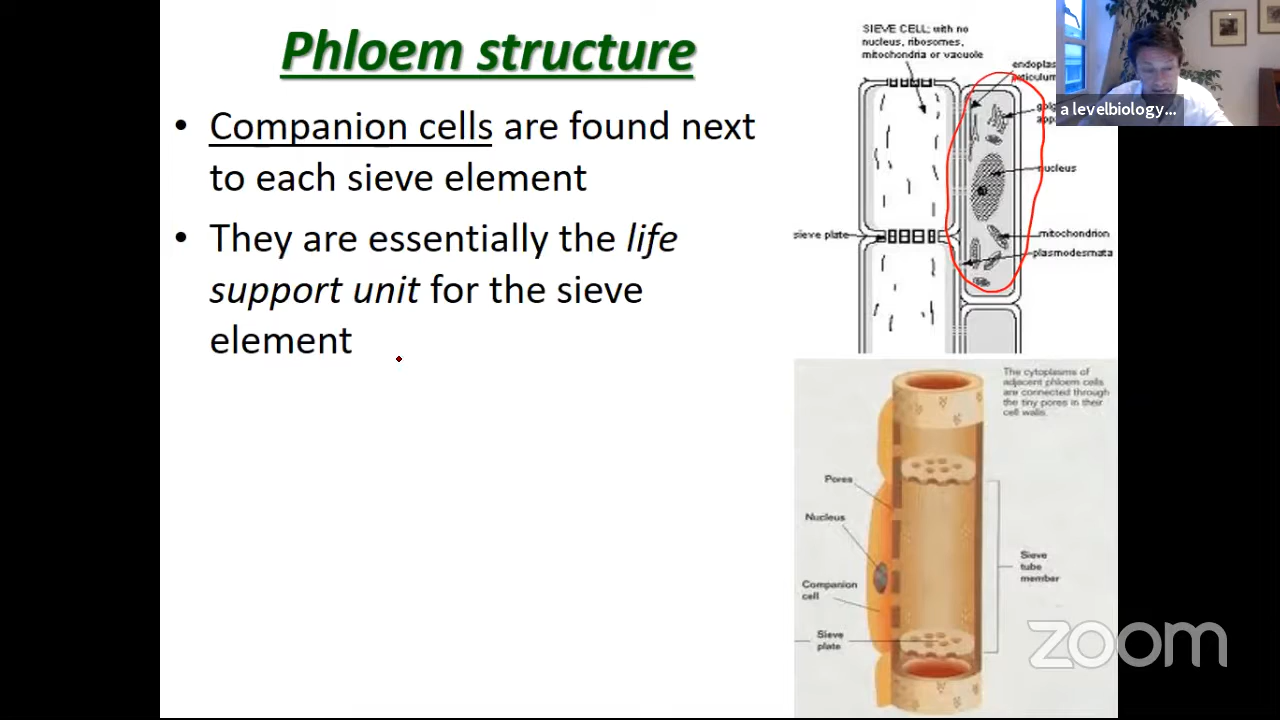 Phloem structure
• Companion cells are found next
to each sieve element
• They are essentially the life
support unit for the sieve
element
SIEVE CELL; with no
nucleus, ribosomes,
mitochondria or vacuole
nucleus
sieve plate
mitochondrion
plasmodesmata
a levelbiology...
The cytoplasms of
adjacent phloem cells
are connected through
the tiny pores in their
cell walls.
Pores
Nucleus
Sieve
tube
member
Companion
cell
Sieve
plate
zoom